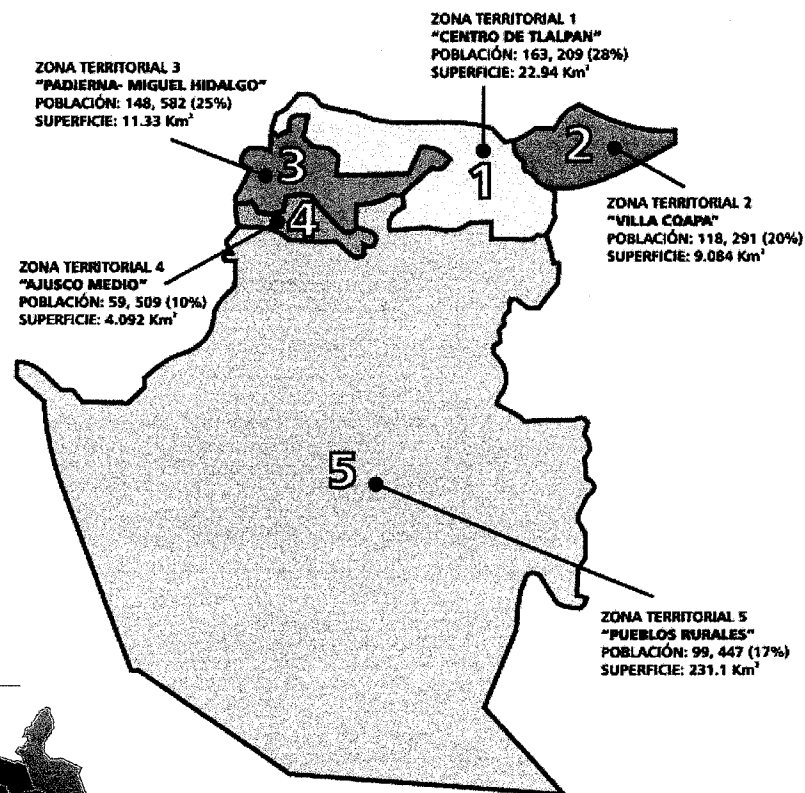 ZONA TERRITORIAL 1
"CENTRO DE TLALPAN"
POBLACIÓN: 163, 209 (28%)
SUPERFICIE: 22.94 Km²
ZONA TERRITORIAL 3
"PADIERNA- MIGUEL HIDALGO"
POBLACIÓN: 148, 582 (25%)
SUPERFICIE: 11.33 Km²
3
1
2
4
ZONA TERRITORIAL 2
"VILLA COAPA"
POBLACIÓN: 118, 291 (20%)
SUPERFICIE: 9.084 Km²
ZONA TERRITORIAL 4
"AJUSCO MEDIO"
POBLACIÓN: 59, 509 (10%)
SUPERFICIE: 4.092 Km²
5
ZONA TERRITORIAL 5
"PUEBLOS RURALES"
POBLACIÓN: 99, 447 (17%)
SUPERFICIE: 231.1 Km²